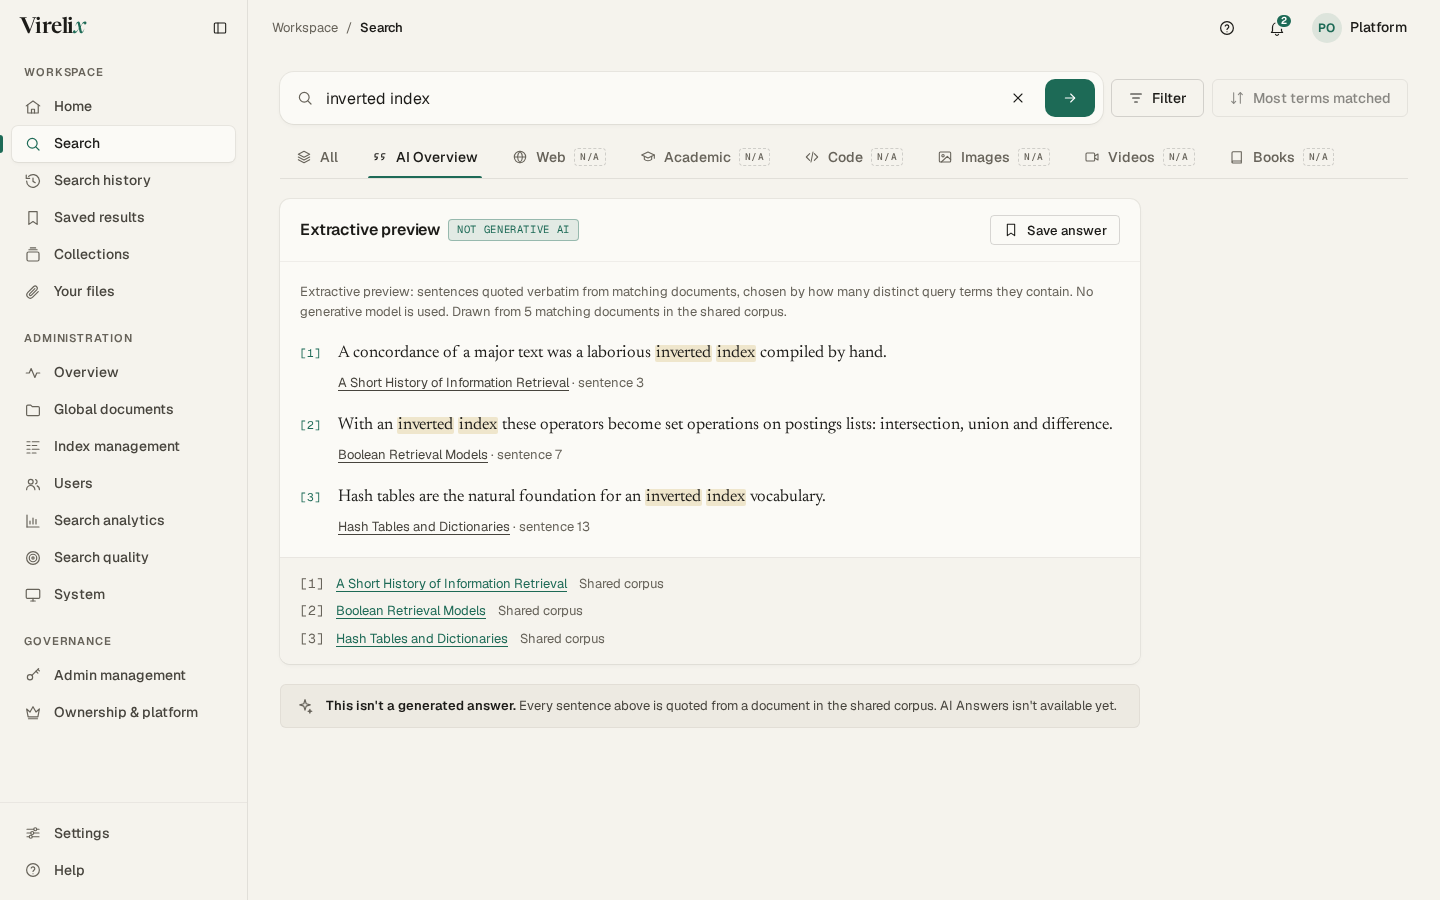 Virelix
Workspace / Search
2
PO
Platform
WORKSPACE
Home
Search
Search history
Saved results
Collections
Your files
ADMINISTRATION
Overview
Global documents
Index management
Users
Search analytics
Search quality
System
GOVERNANCE
Admin management
Ownership & platform
Settings
Help
inverted index
Filter
Most terms matched
All
AI Overview
Web N/A
Academic N/A
Code N/A
Images N/A
Videos N/A
Books N/A
Extractive preview NOT GENERATIVE AI
Save answer
Extractive preview: sentences quoted verbatim from matching documents, chosen by how many distinct query terms they contain. No
generative model is used. Drawn from 5 matching documents in the shared corpus.
[1] A concordance of a major text was a laborious inverted index compiled by hand.
A Short History of Information Retrieval · sentence 3
[2] With an inverted index these operators become set operations on postings lists: intersection, union and difference.
Boolean Retrieval Models · sentence 7
[3] Hash tables are the natural foundation for an inverted index vocabulary.
Hash Tables and Dictionaries · sentence 13
[1] A Short History of Information Retrieval Shared corpus
[2] Boolean Retrieval Models Shared corpus
[3] Hash Tables and Dictionaries Shared corpus
This isn't a generated answer. Every sentence above is quoted from a document in the shared corpus. AI Answers isn't available yet.